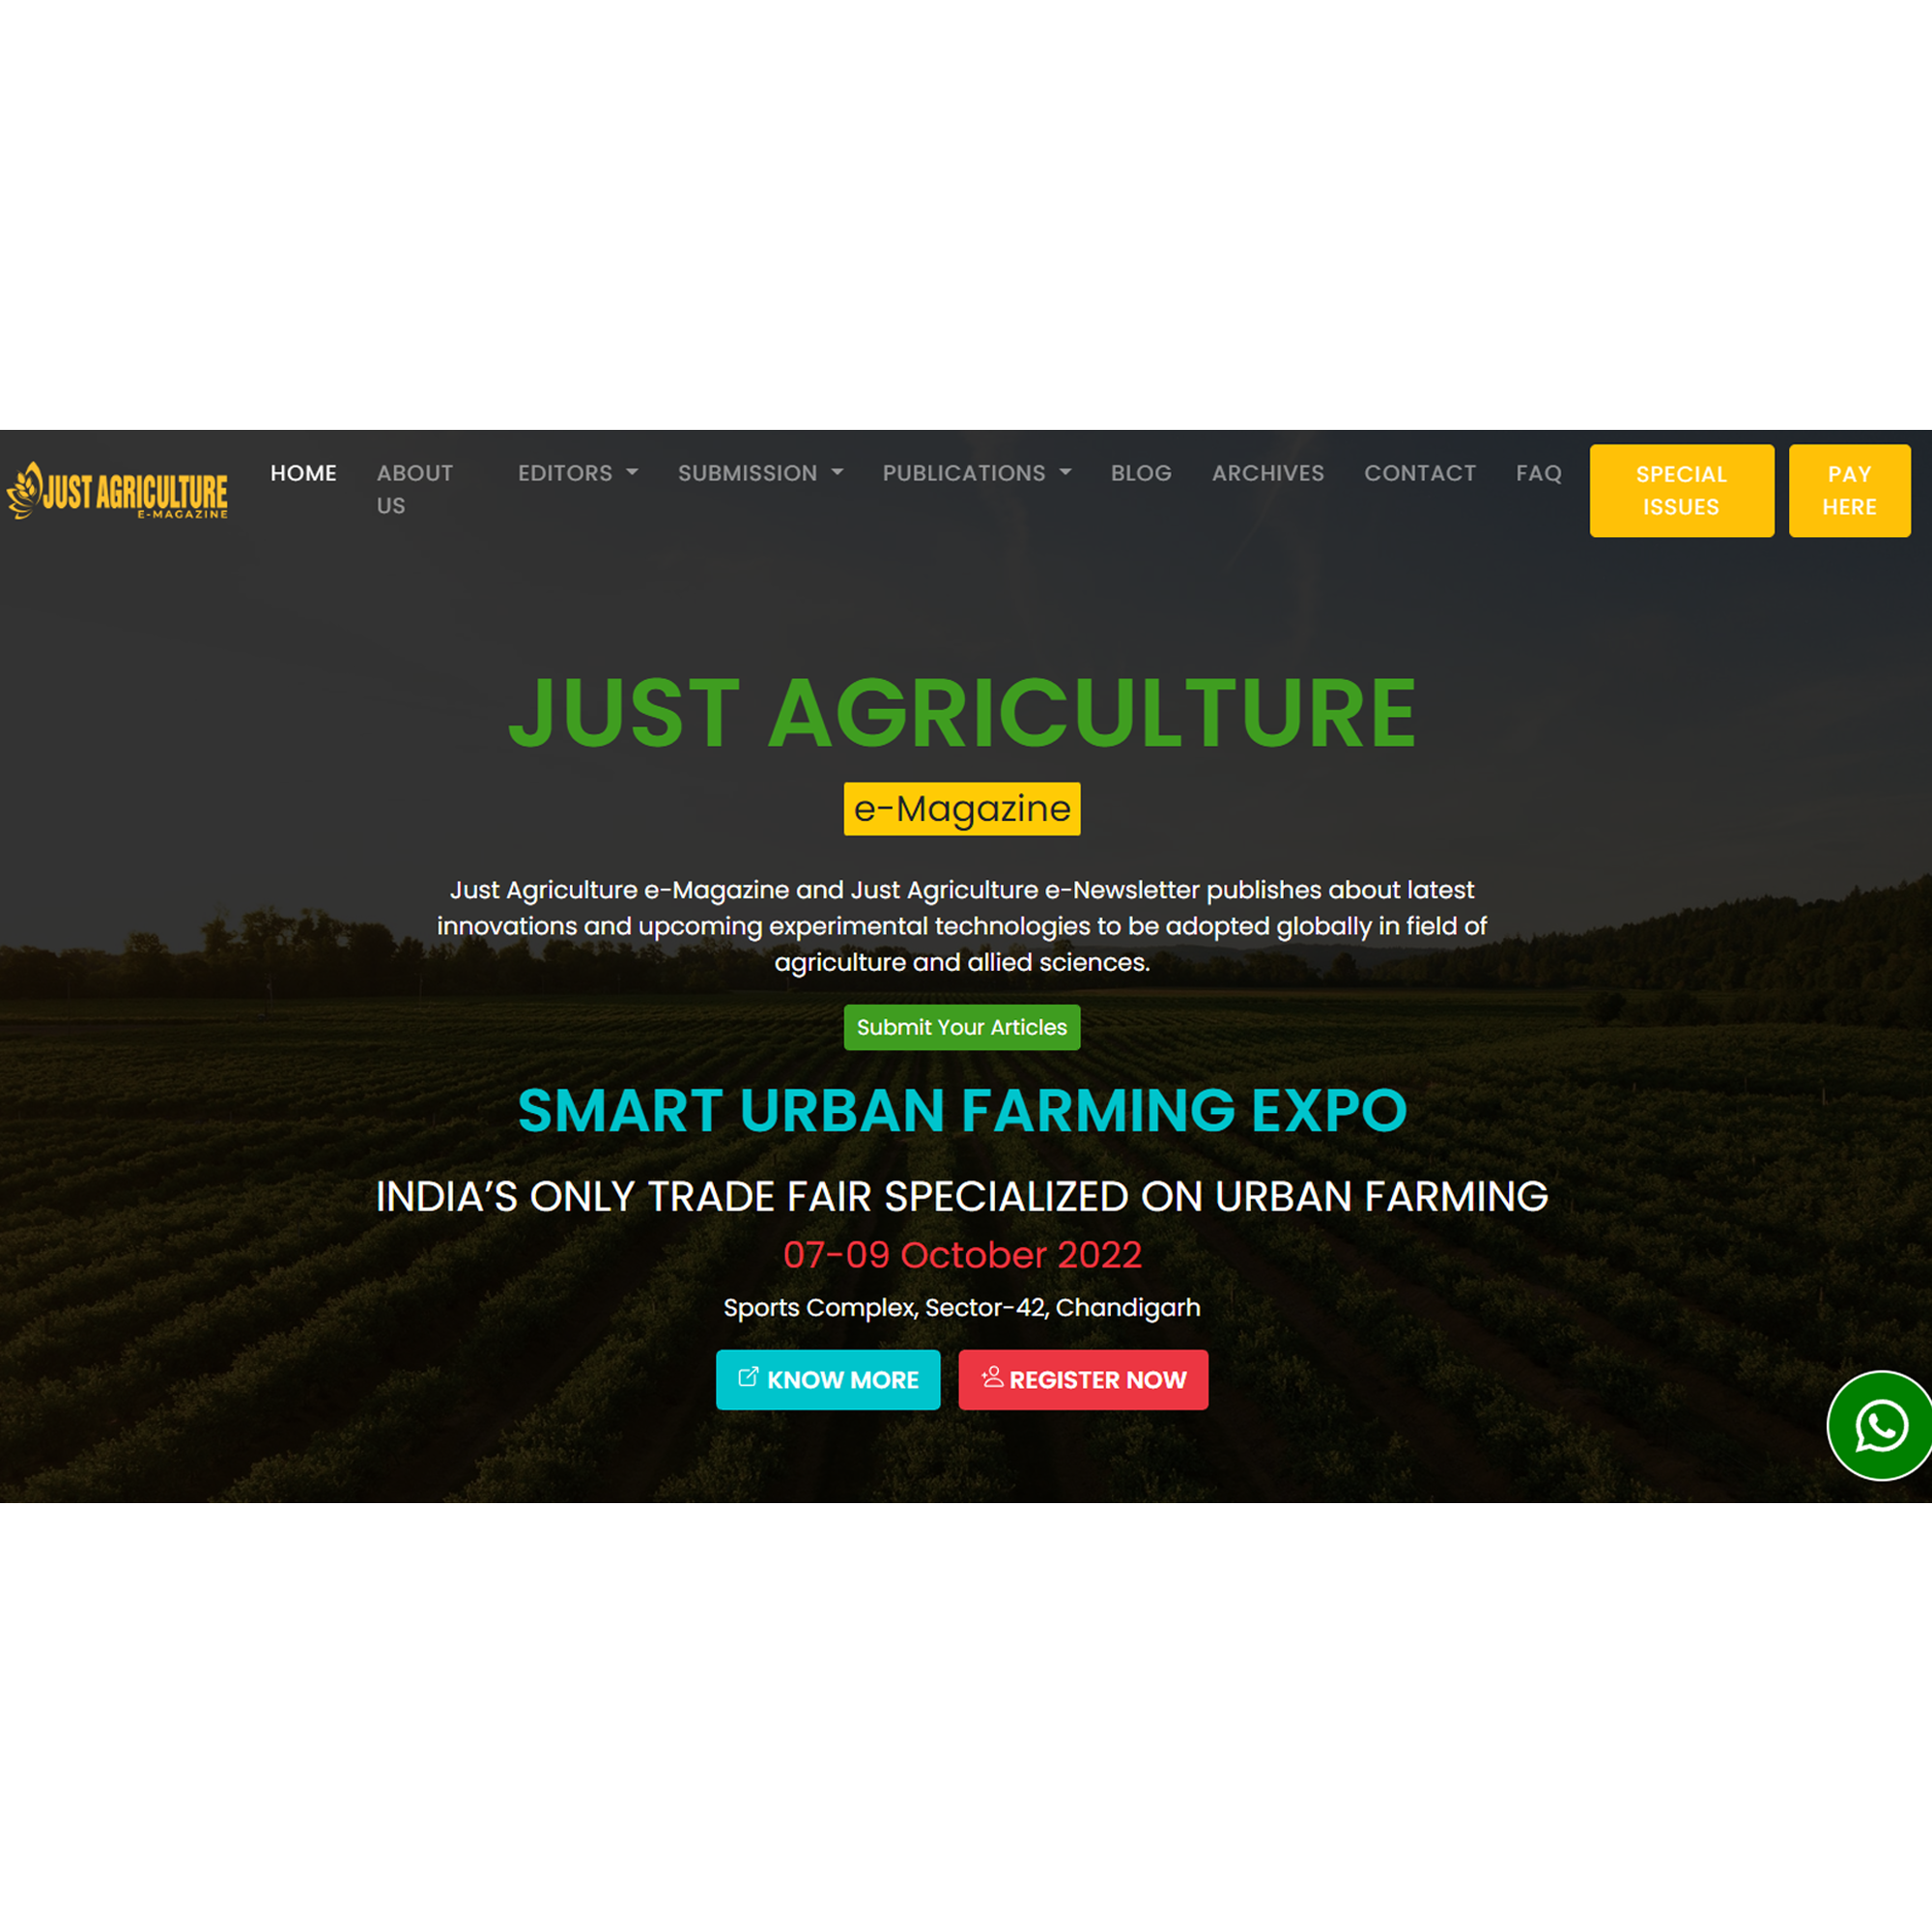 JUST AGRICULTURE
E-MAGAZINE
HOME
ABOUT
US
EDITORS
SUBMISSION
PUBLICATIONS
BLOG
ARCHIVES
CONTACT
FAQ
SPECIAL
ISSUES
PAY
HERE
JUST AGRICULTURE
e-Magazine
Just Agriculture e-Magazine and Just Agriculture e-Newsletter publishes about latest
innovations and upcoming experimental technologies to be adopted globally in field of
agriculture and allied sciences.
Submit Your Articles
SMART URBAN FARMING EXPO
INDIA’S ONLY TRADE FAIR SPECIALIZED ON URBAN FARMING
07-09 October 2022
Sports Complex, Sector-42, Chandigarh
KNOW MORE
REGISTER NOW